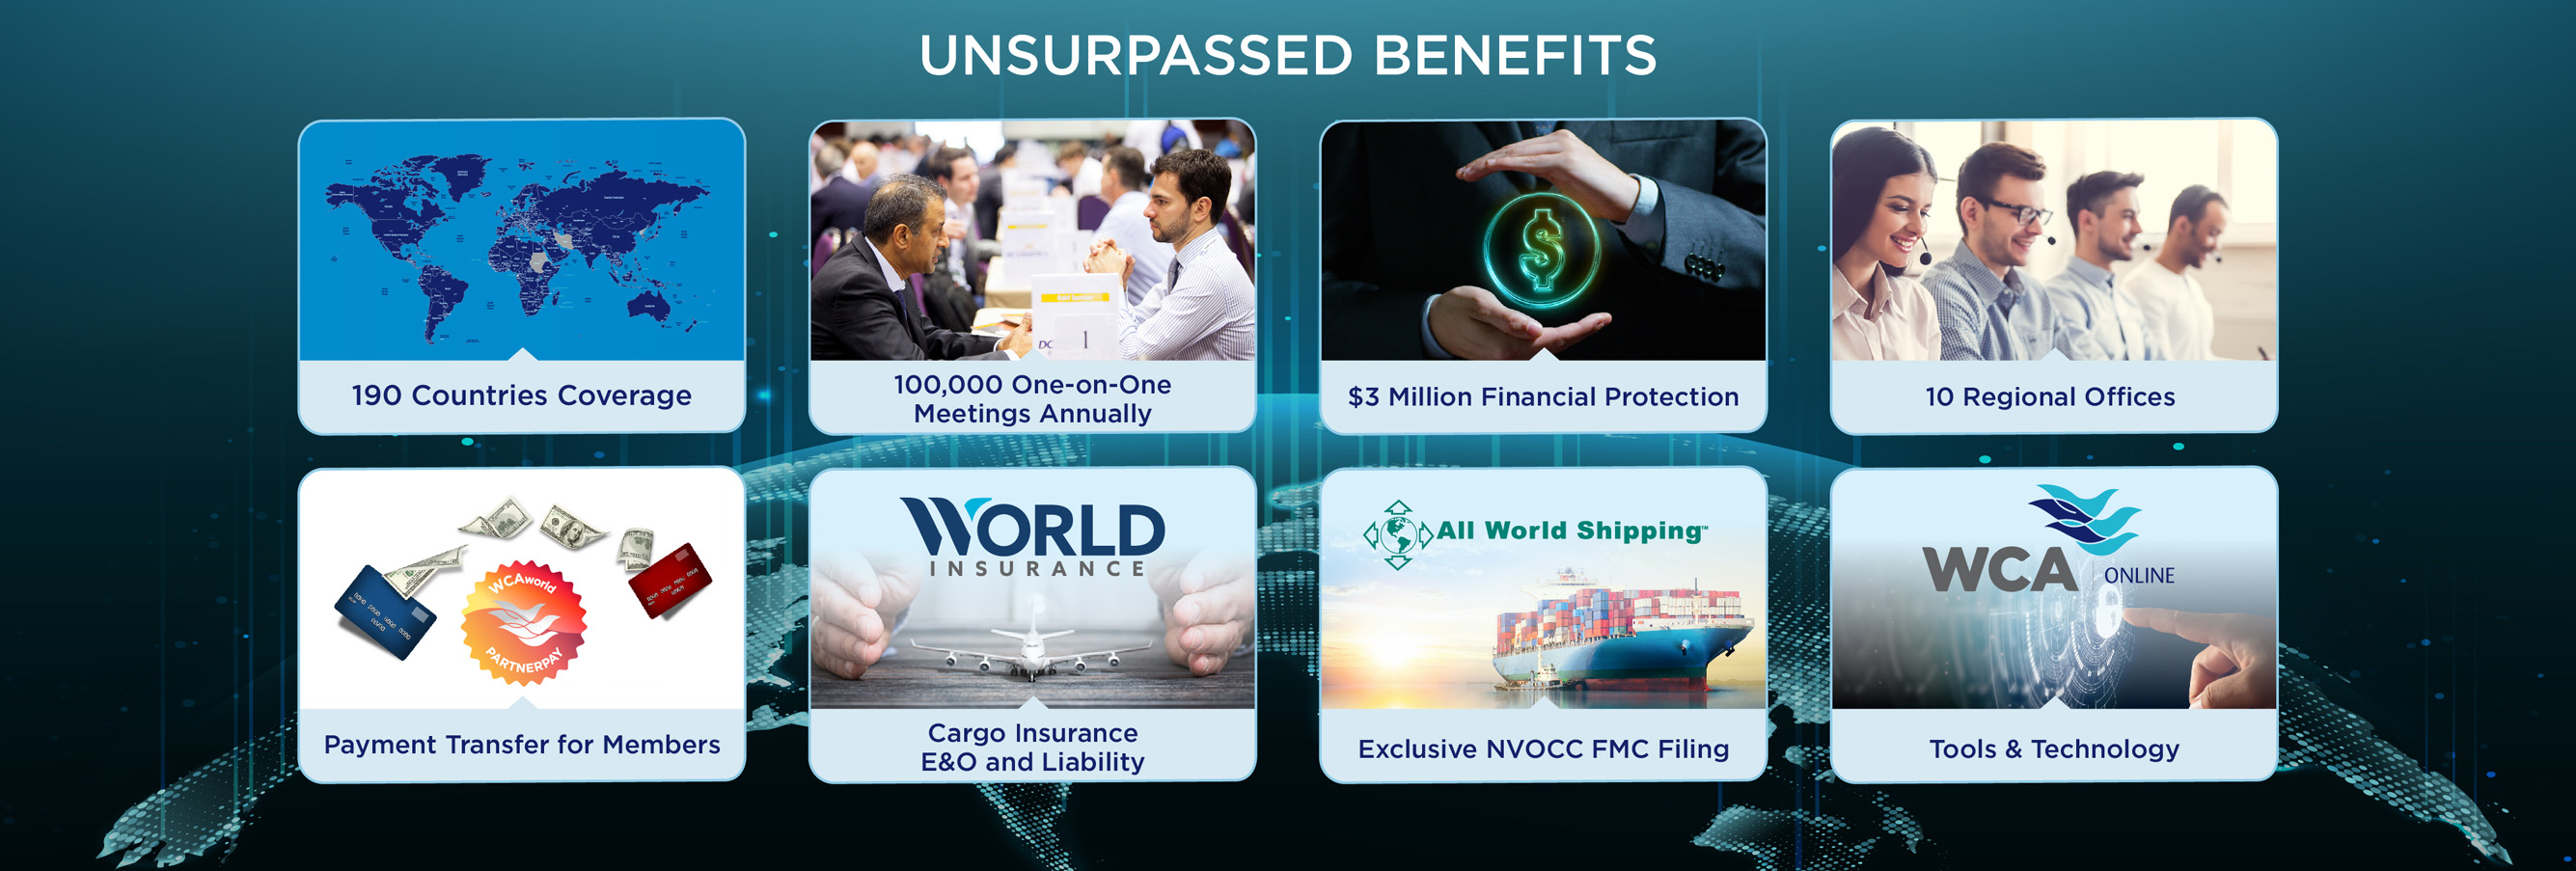 UNSURPASSED BENEFITS
190 Countries Coverage
1
100,000 One-on-One
Meetings Annually
$3 Million Financial Protection
10 Regional Offices
WCAworld
PARTNERPAY
Payment Transfer for Members
WORLD
INSURANCE
Cargo Insurance
E&O and Liability
All World Shipping™
Exclusive NVOCC FMC Filing
WCA
ONLINE
Tools & Technology